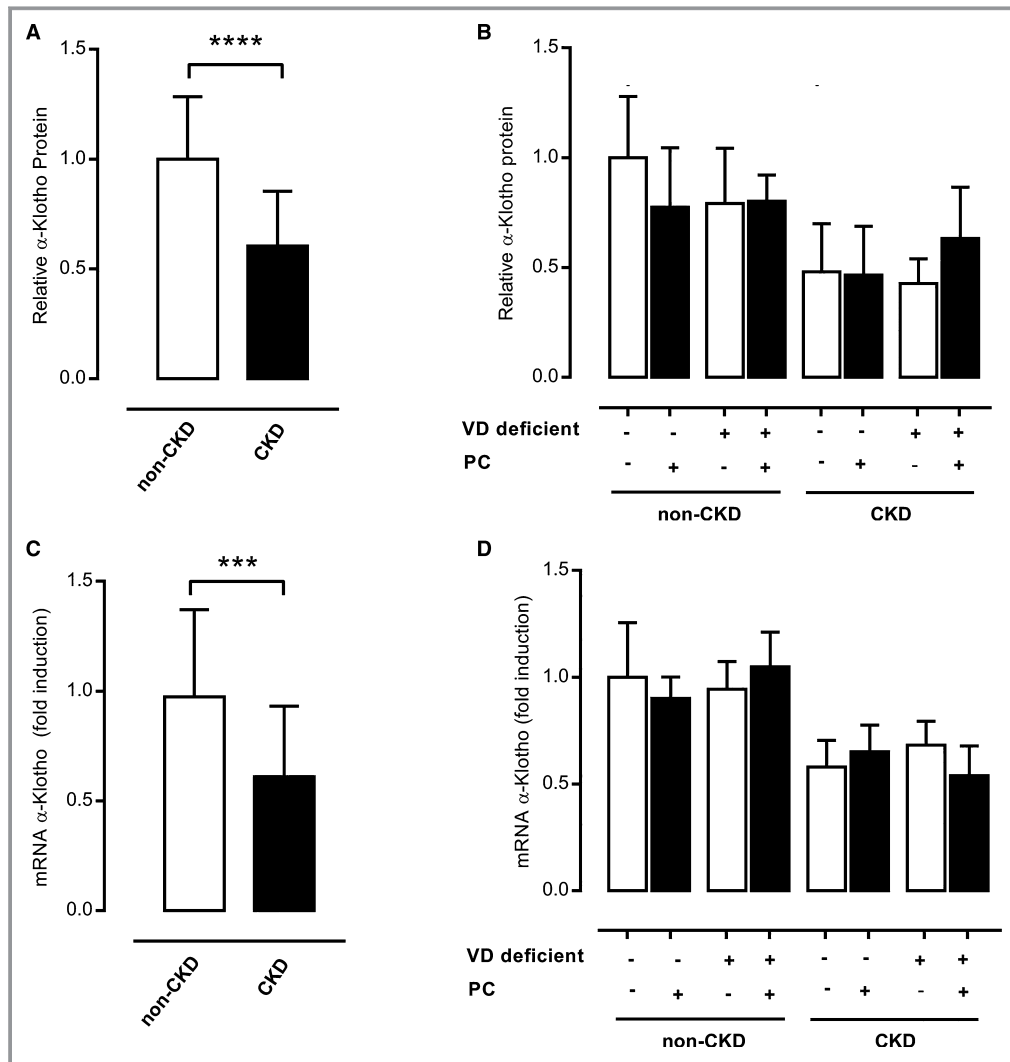 A
1.5
1.0
0.5
0.0
Relative α-Klotho Protein
****
non-CKD
CKD
B
1.5
1.0
0.5
0.0
Relative α-Klotho protein
VD deficient - - + + - - + +
PC - + - + - + - +
non-CKD CKD
C
1.5
1.0
0.5
0.0
mRNA α-Klotho (fold induction)
***
non-CKD
CKD
D
1.5
1.0
0.5
0.0
mRNA α-Klotho (fold induction)
VD deficient - - + + - - + +
PC - + - + - + - +
non-CKD CKD